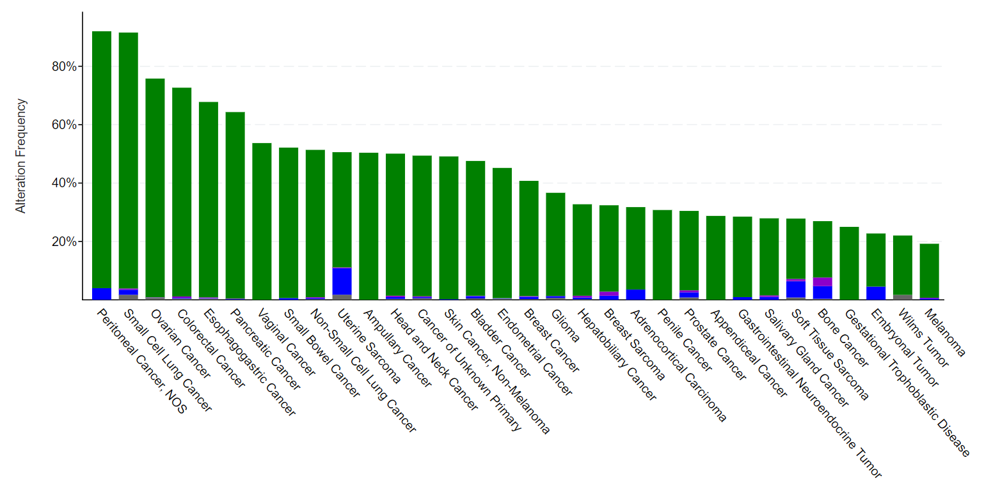 Alteration Frequency
80%
60%
40%
20%
Peritoneal Cancer, NOS
Small Cell Lung Cancer
Ovarian Cancer
Colorectal Cancer
Esophagogastric Cancer
Pancreatic Cancer
Vaginal Cancer
Small Bowel Cancer
Non-Small Cell Lung Cancer
Uterine Sarcoma
Ampullary Cancer
Head and Neck Cancer
Cancer of Unknown Primary
Skin Cancer, Non-Melanoma
Bladder Cancer
Endometrial Cancer
Breast Cancer
Glioma
Hepatobiliary Cancer
Breast Sarcoma
Adrenocortical Carcinoma
Penile Cancer
Prostate Cancer
Appendiceal Cancer
Gastrointestinal Neuroendocrine Tumor
Salivary Gland Cancer
Soft Tissue Sarcoma
Bone Cancer
Gestational Trophoblastic Disease
Embryonal Tumor
Wilms Tumor
Melanoma